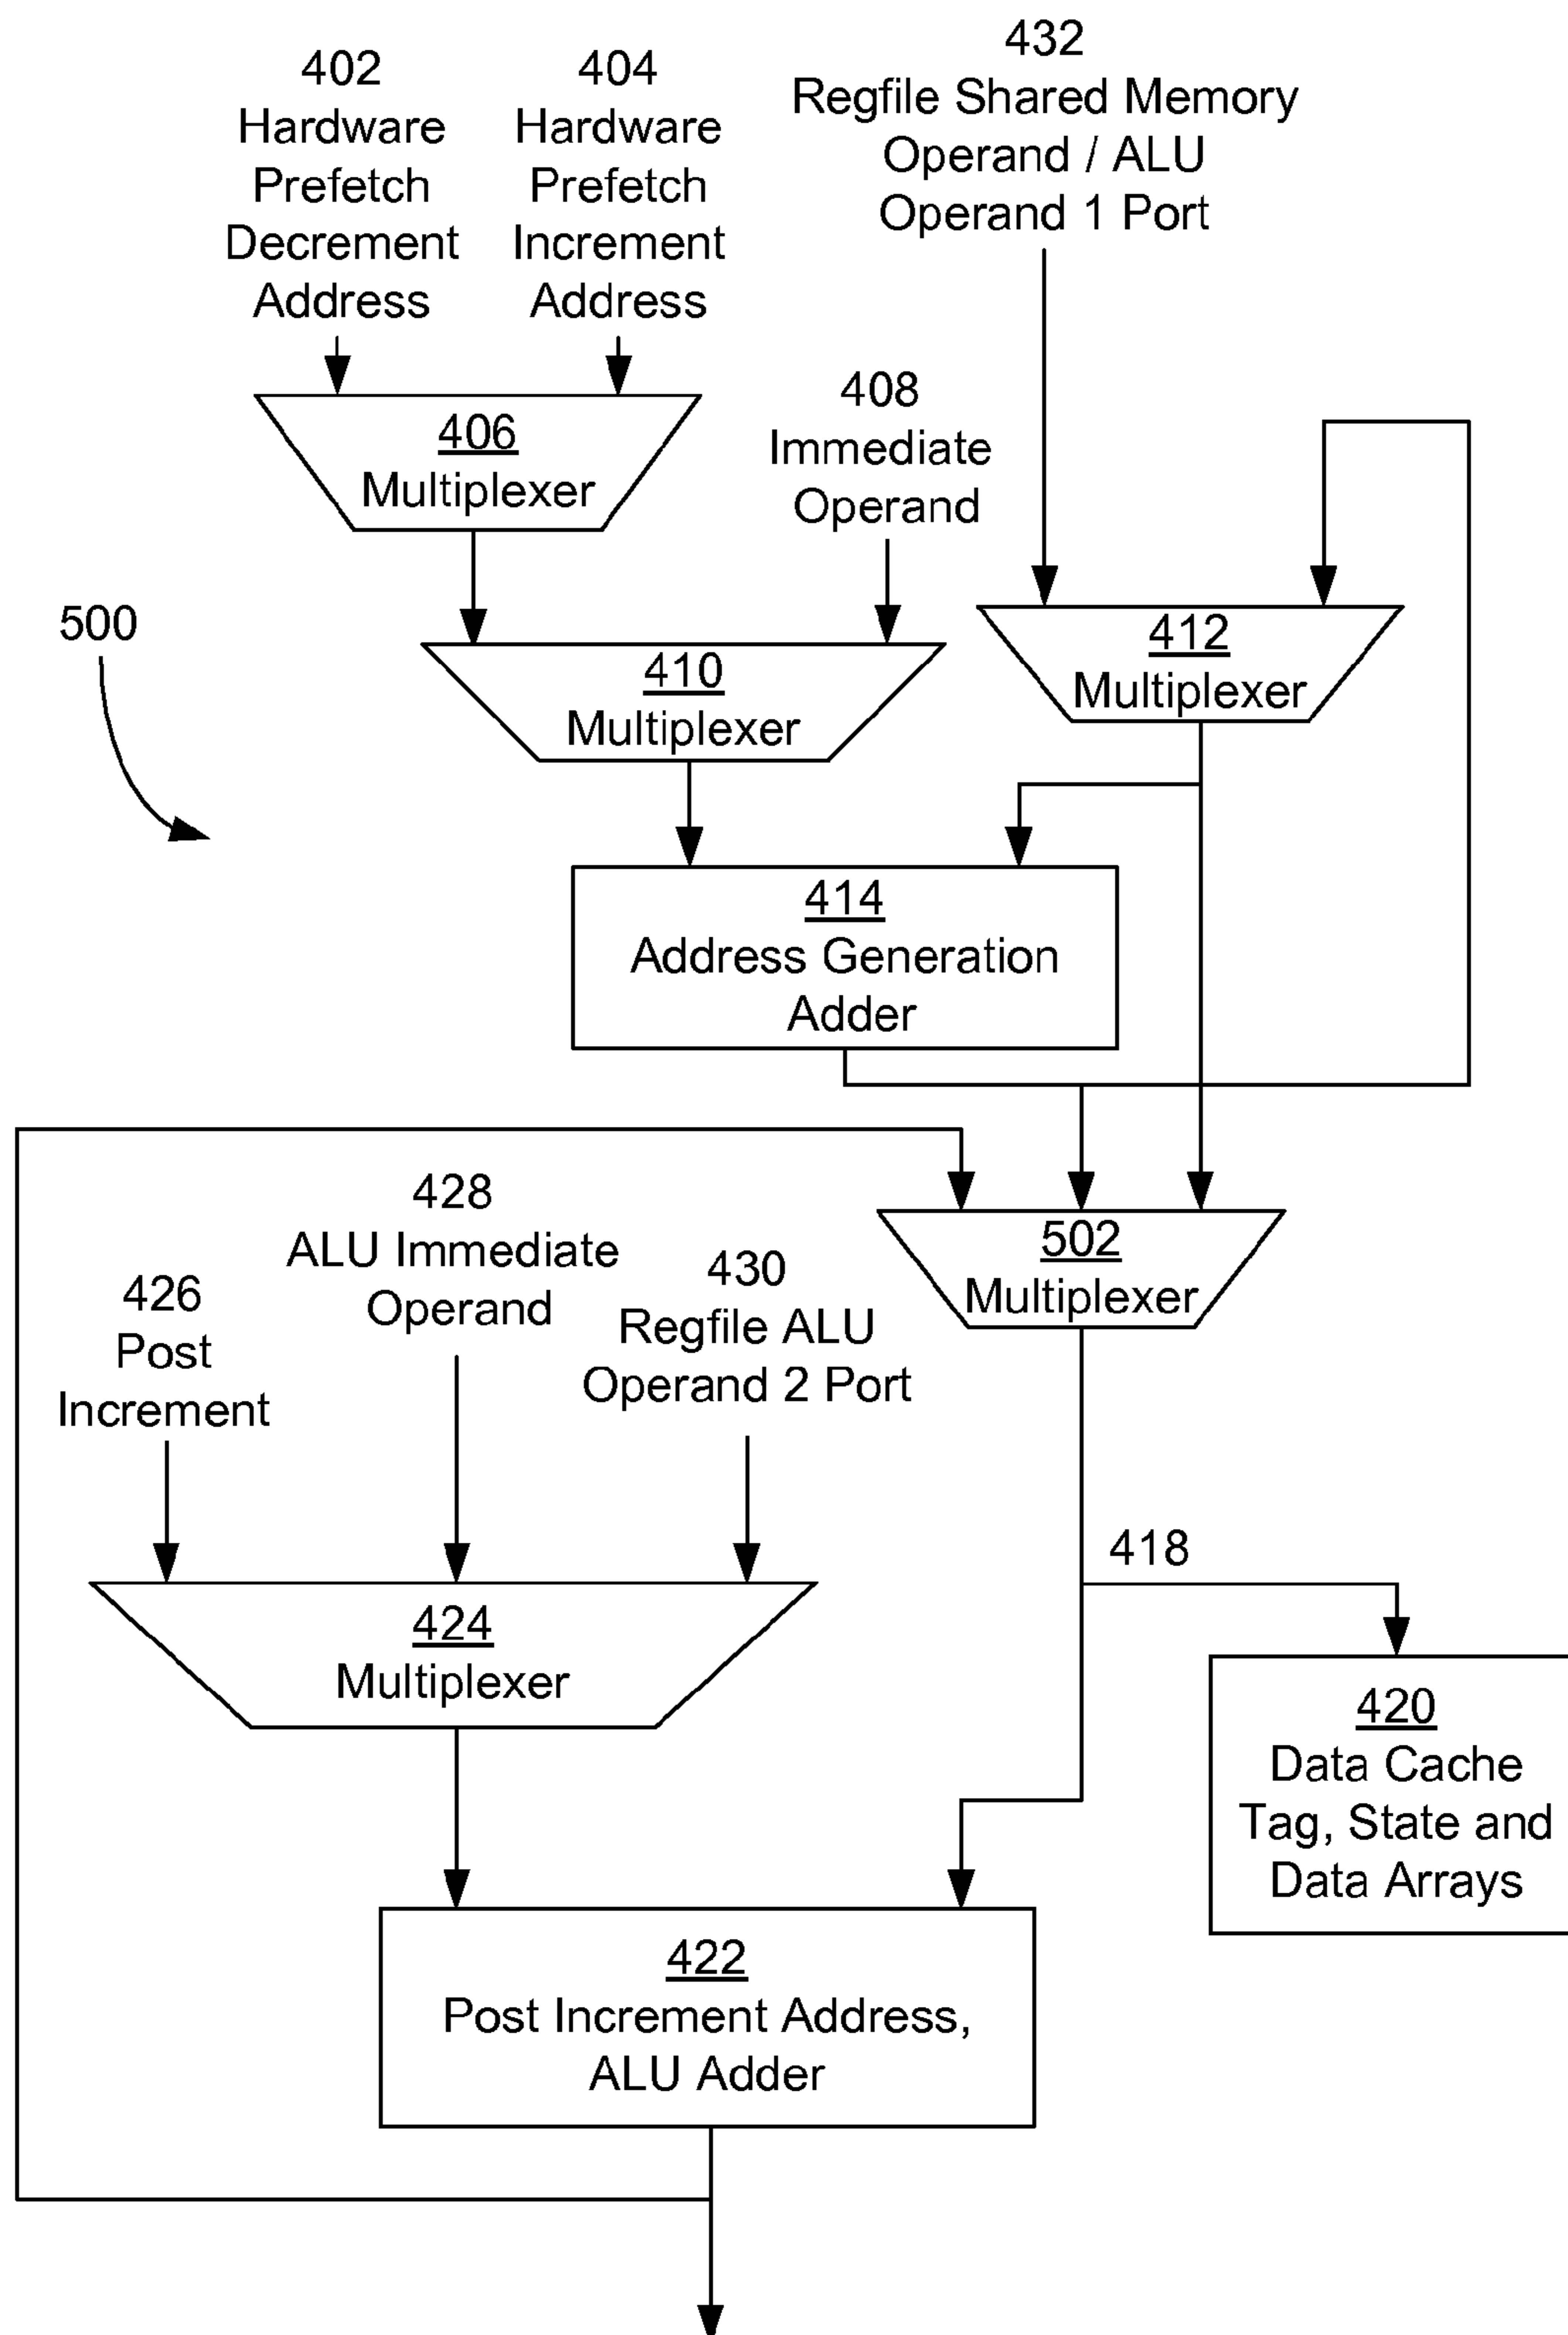 402
Hardware
Prefetch
Decrement
Address
404
Hardware
Prefetch
Increment
Address
432
Regfile Shared Memory
Operand / ALU
Operand 1 Port
406
Multiplexer
408
Immediate
Operand
500
410
Multiplexer
412
Multiplexer
414
Address Generation
Adder
502
Multiplexer
426
Post
Increment
428
ALU Immediate
Operand
430
Regfile ALU
Operand 2 Port
418
424
Multiplexer
420
Data Cache
Tag, State and
Data Arrays
422
Post Increment Address,
ALU Adder